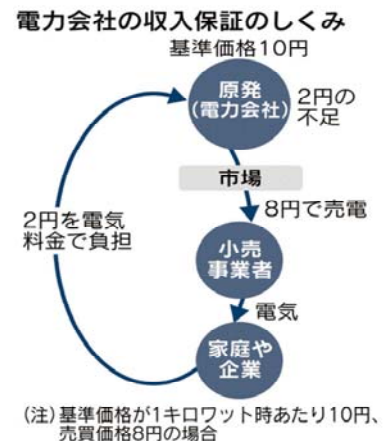 電力会社の収入保証のしくみ
基準価格10円
原発
(電力会社)
2円の
不足
市場
8円で売電
2円を電気
料金で負担
小売
事業者
電気
家庭や
企業
(注)基準価格が1キロワット時あたり10円、
売買価格8円の場合